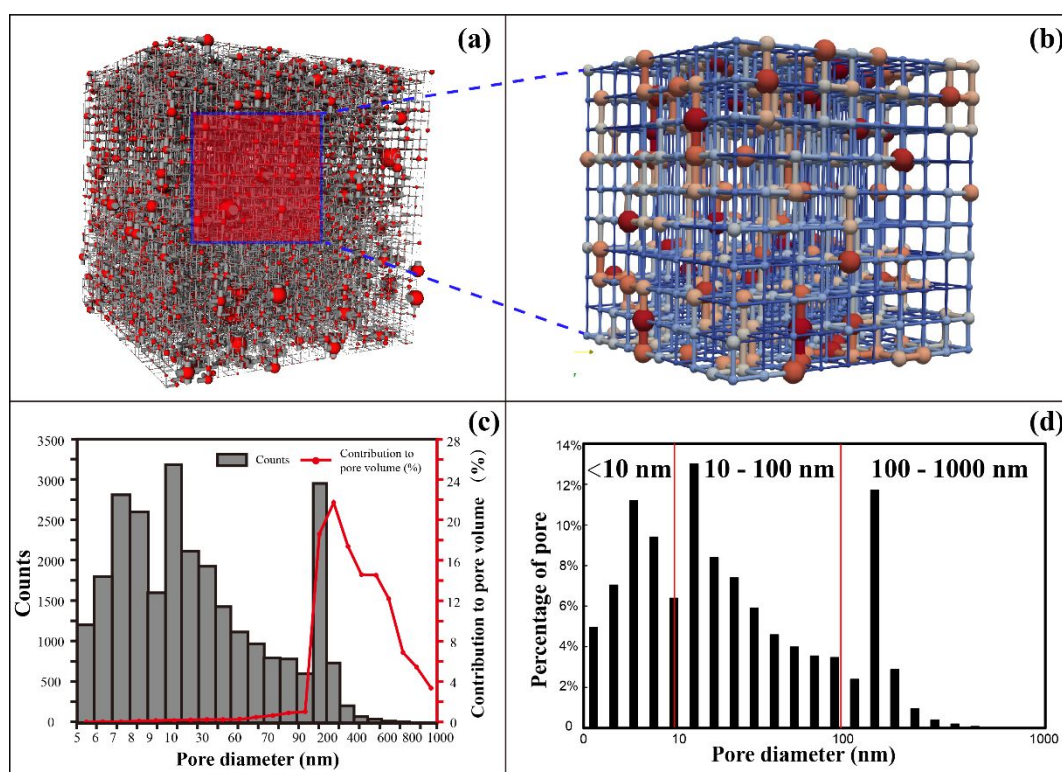 (a)
(b)
(c)
3500
3000
2500
2000
1500
1000
500
0
Counts
Counts
Contribution to
pore volume (%)
28
24
20
16
12
8
4
0
Contribution to pore volume (%)
5 6 7 8 9 10 30 60 70 90 200 400 600 800 1000
Pore diameter (nm)
(d)
14%
12%
10%
8%
6%
4%
2%
0
Percentage of pore
<10 nm
10 - 100 nm
100 - 1000 nm
0 10 100 1000
Pore diameter (nm)